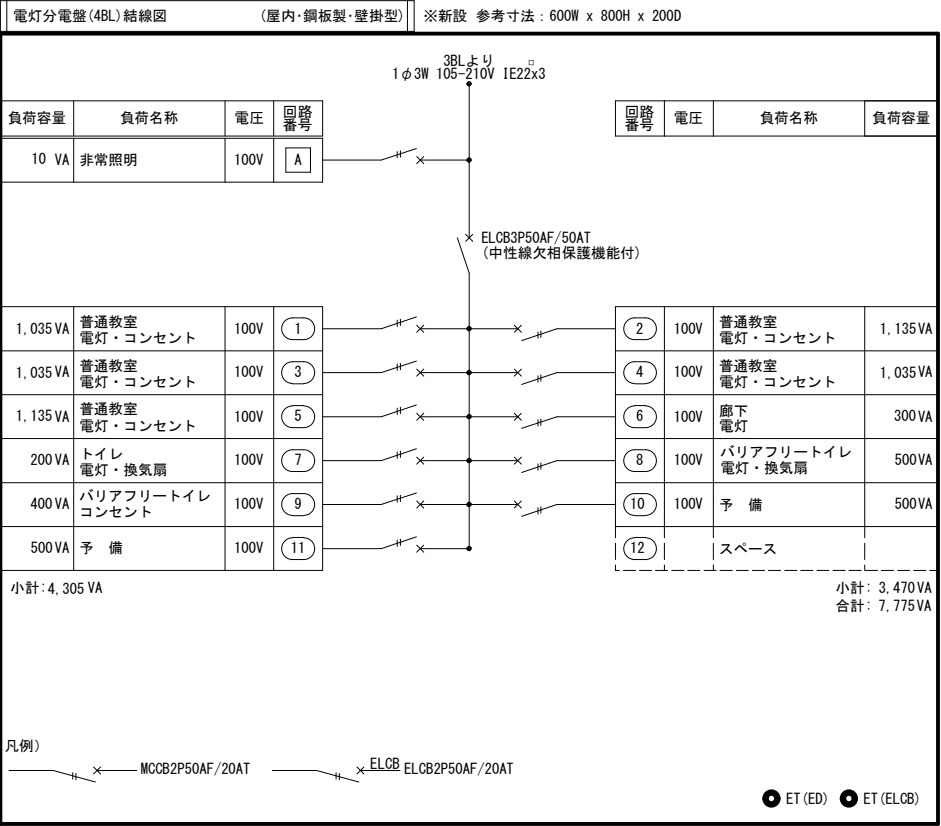 電灯分電盤(4BL)結線図 (屋内･鋼板製･壁掛型) ※新設 参考寸法：600W x 800H x 200D
3BLより
1φ3W 105-210V IE22□x3
負荷容量 負荷名称 電圧 回路番号
回路番号 電圧 負荷名称 負荷容量
10 VA 非常照明 100V A
ELCB3P50AF/50AT
(中性線欠相保護機能付)
1,035VA 普通教室 100V 1
電灯・コンセント
2 100V 普通教室 1,135VA
電灯・コンセント
1,035VA 普通教室 100V 3
電灯・コンセント
4 100V 普通教室 1,035VA
電灯・コンセント
1,135VA 普通教室 100V 5
電灯・コンセント
6 100V 廊下 300VA
電灯
200VA トイレ 100V 7
電灯・換気扇
8 100V バリアフリートイレ 500VA
電灯・換気扇
400VA バリアフリートイレ 100V 9
コンセント
10 100V 予 備 500VA
500VA 予 備 100V 11
12 スペース
小計:4,305VA
小計: 3,470VA
合計: 7,775VA
凡例)
MCCB2P50AF/20AT ELCB ELCB2P50AF/20AT
ET(ED) ET(ELCB)